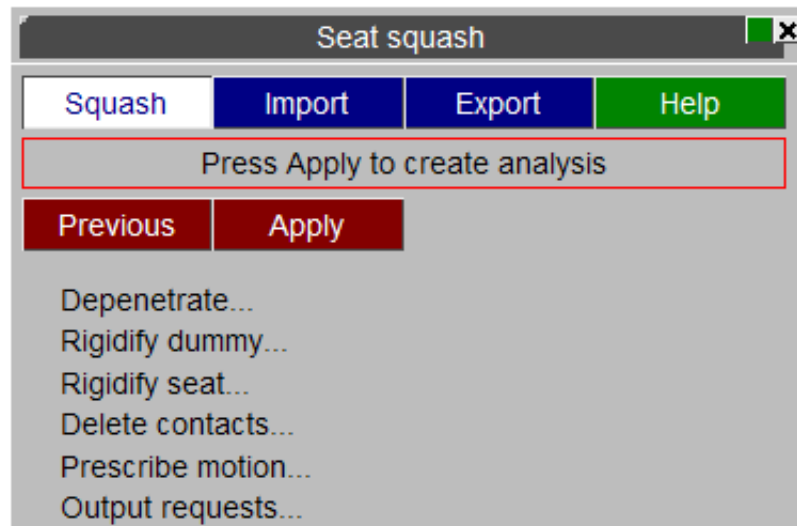 Seat squash
Squash Import Export Help
Press Apply to create analysis
Previous Apply
Depenetrate...
Rigidify dummy...
Rigidify seat...
Delete contacts...
Prescribe motion...
Output requests...